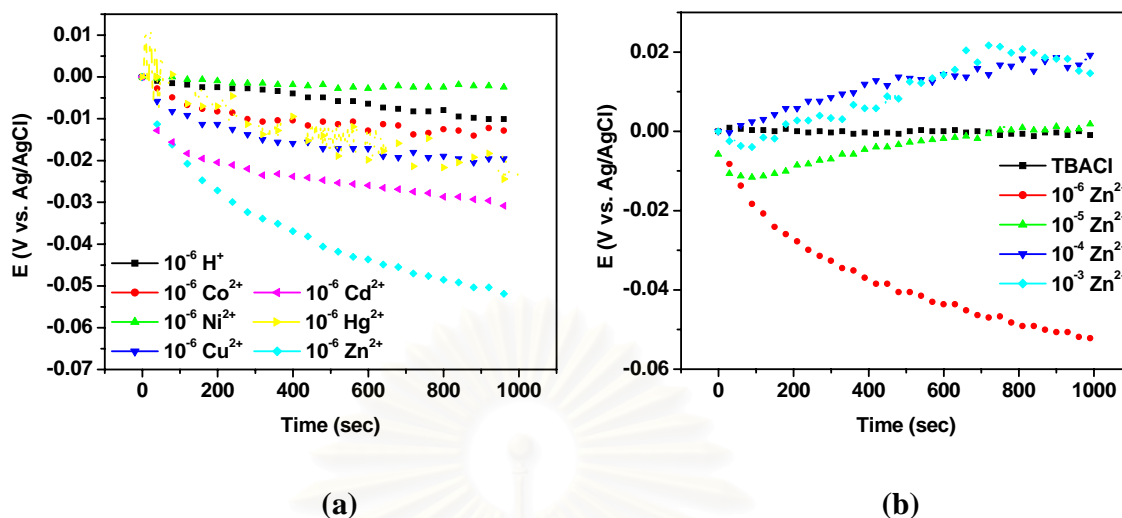 0.01
0.00
-0.01
-0.02
-0.03
-0.04
-0.05
-0.06
-0.07
E (V vs. Ag/AgCl)
10⁻⁶ H⁺
10⁻⁶ Co²⁺
10⁻⁶ Ni²⁺
10⁻⁶ Cu²⁺
10⁻⁶ Cd²⁺
10⁻⁶ Hg²⁺
10⁻⁶ Zn²⁺
0 200 400 600 800 1000
Time (sec)
(a)
0.02
0.00
-0.02
-0.04
-0.06
E (V vs. Ag/AgCl)
TBACl
10⁻⁶ Zn²⁺
10⁻⁵ Zn²⁺
10⁻⁴ Zn²⁺
10⁻³ Zn²⁺
0 200 400 600 800 1000
Time (sec)
(b)